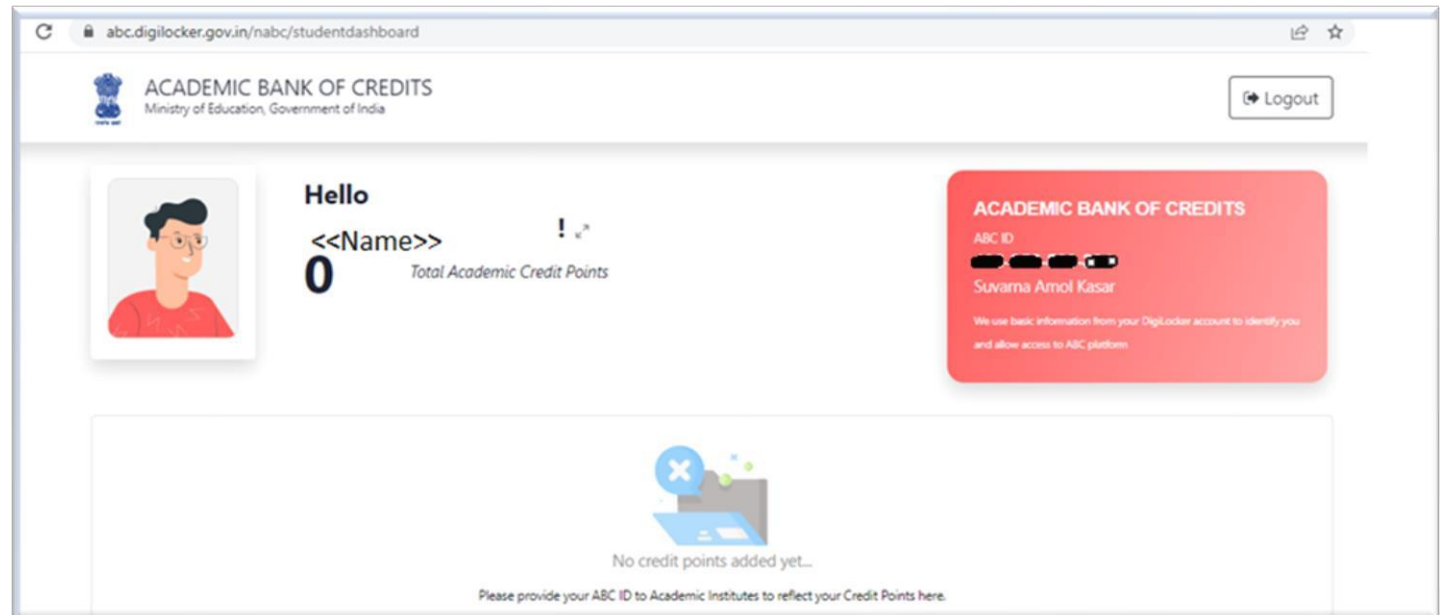 abc.digilocker.gov.in/nabc/studentdashboard
ACADEMIC BANK OF CREDITS
Ministry of Education, Government of India
Logout
Hello
<<Name>> !
0 Total Academic Credit Points
ACADEMIC BANK OF CREDITS
ABC ID
Suvarna Amol Kasar
We use basic information from your DigiLocker account to identify you
and allow access to ABC platform
No credit points added yet...
Please provide your ABC ID to Academic Institutes to reflect your Credit Points here.